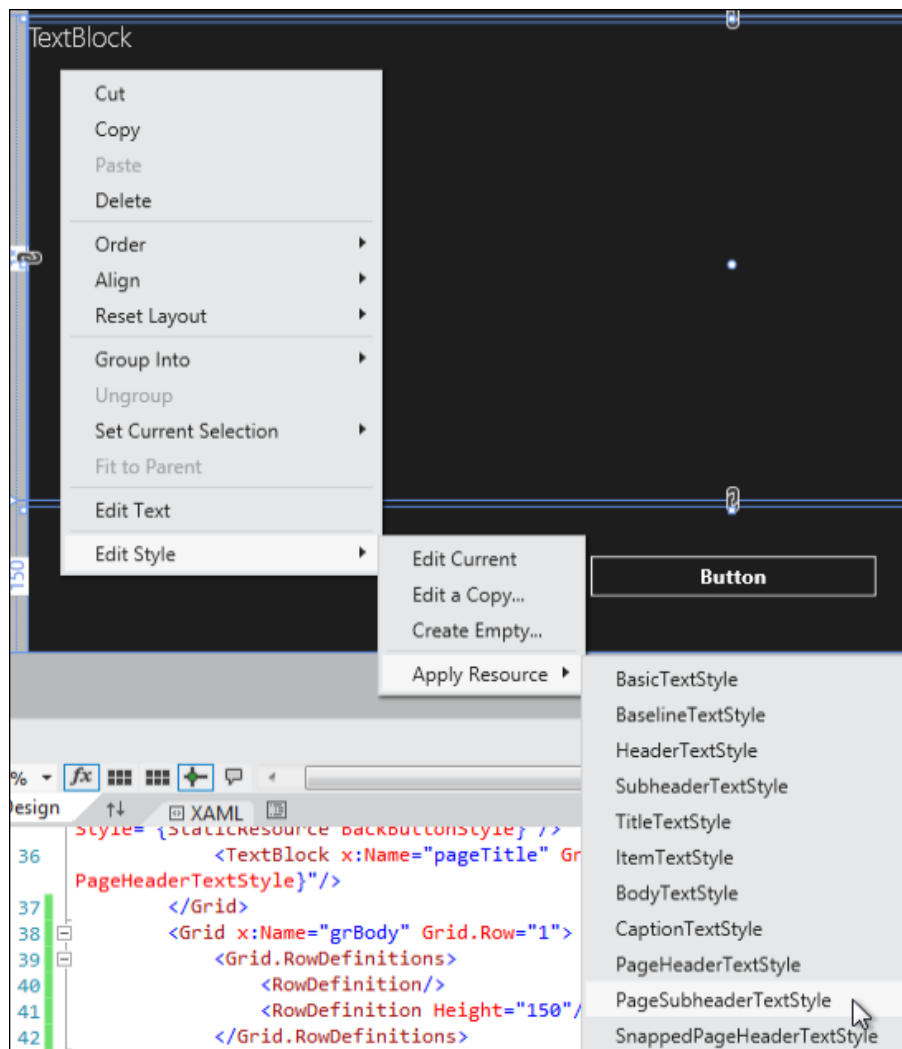 TextBlock
Cut
Copy
Paste
Delete
Order
Align
Reset Layout
Group Into
Ungroup
Set Current Selection
Fit to Parent
Edit Text
Edit Style
150
Edit Current
Edit a Copy...
Create Empty...
Apply Resource
Button
BasicTextStyle
BaselineTextStyle
HeaderTextStyle
SubheaderTextStyle
TitleTextStyle
ItemTextStyle
BodyTextStyle
CaptionTextStyle
PageHeaderTextStyle
PageSubheaderTextStyle
SnappedPageHeaderTextStyle
% fx
Design XAML
Style="{StaticResource BackButtonStyle}"/>
36 <TextBlock x:Name="pageTitle" Gr
PageHeaderTextStyle}"/>
37 </Grid>
38 <Grid x:Name="grBody" Grid.Row="1">
39 <Grid.RowDefinitions>
40 <RowDefinition/>
41 <RowDefinition Height="150"/
42 </Grid.RowDefinitions>